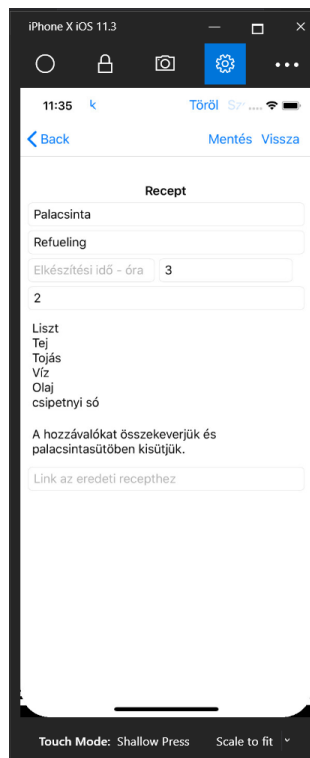 iPhone X iOS 11.3
11:35 Töröl
Back Mentés Vissza
Recept
Palacsinta
Refueling
Elkészítési idő - óra 3
2
Liszt
Tej
Tojás
Víz
Olaj
csipetnyi só
A hozzávalókat összekeverjük és
palacsintasütöben kisütjük.
Link az eredeti recepthez
Touch Mode: Shallow Press Scale to fit